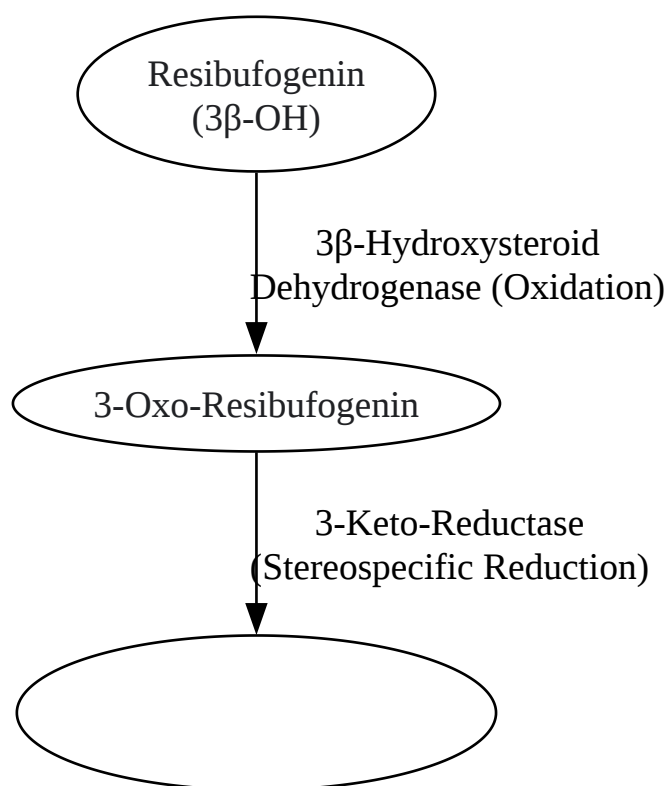 Resibufogenin
(3β-OH)
3β-Hydroxysteroid
Dehydrogenase (Oxidation)
3-Oxo-Resibufogenin
3-Keto-Reductase
(Stereospecific Reduction)